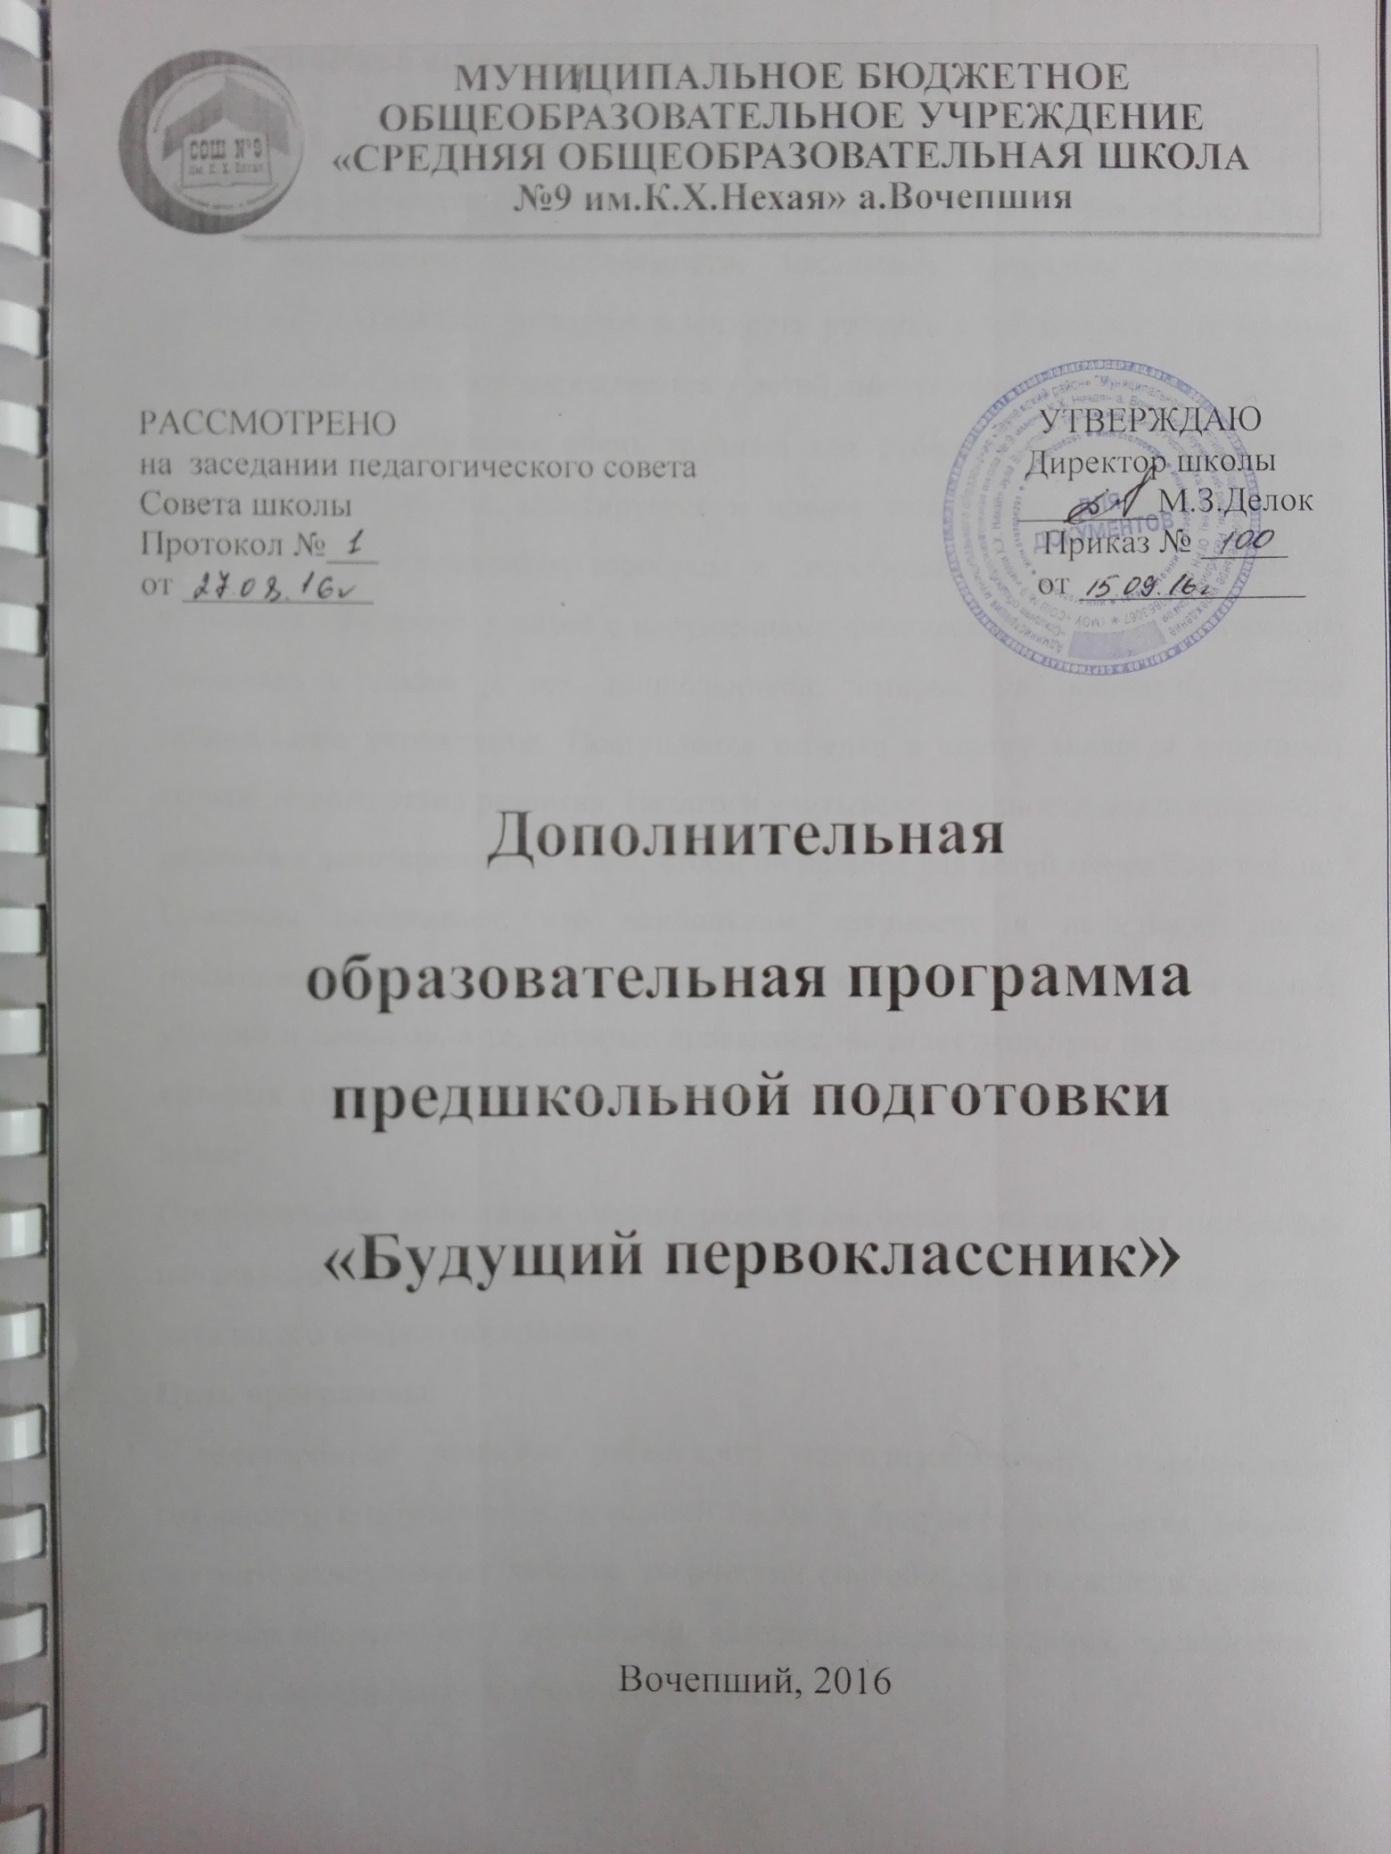 МУНИЦИПАЛЬНОЕ БЮДЖЕТНОЕ
ОБЩЕОБРАЗОВАТЕЛЬНОЕ УЧРЕЖДЕНИЕ
«СРЕДНЯЯ ОБЩЕОБРАЗОВАТЕЛЬНАЯ ШКОЛА
№9 им.К.Х.Нехая» а.Вочепшия
СОШ №9
РАССМОТРЕНО
на заседании педагогического совета
Совета школы
Протокол № 1
от 27.08.16г
УТВЕРЖДАЮ
Директор школы
М.З.Делок
Приказ № 100
от 15.09.16г
ДЛЯ
ДОКУМЕНТОВ
Дополнительная
образовательная программа
предшкольной подготовки
«Будущий первоклассник»
Вочепший, 2016